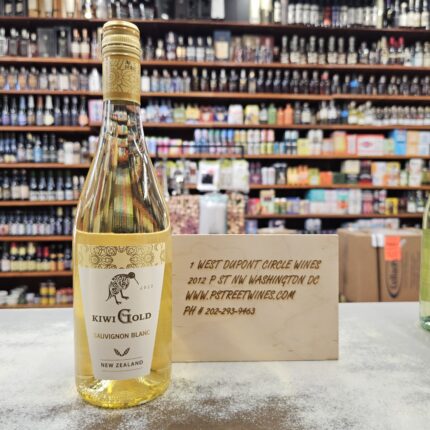 KIWI GOLD
SAUVIGNON BLANC
NEW ZEALAND
1 WEST DUPONT CIRCLE WINES
2012 P ST NW WASHINGTON DC
WWW.PSTREETWINES.COM
PH # 202-293-9463